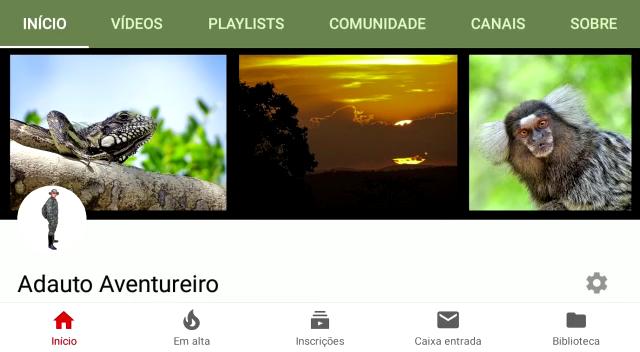 INÍCIO VÍDEOS PLAYLISTS COMUNIDADE CANAIS SOBRE
Adauto Aventureiro
Início Em alta Inscrições Caixa entrada Biblioteca